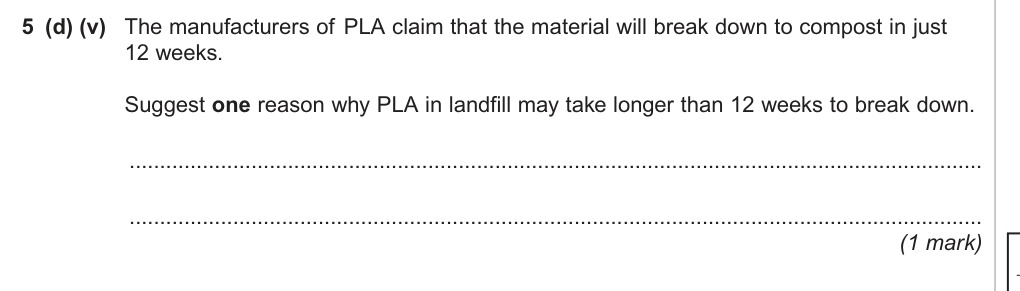 5 (d) (v) The manufacturers of PLA claim that the material will break down to compost in just
12 weeks.
Suggest one reason why PLA in landfill may take longer than 12 weeks to break down.
(1 mark)